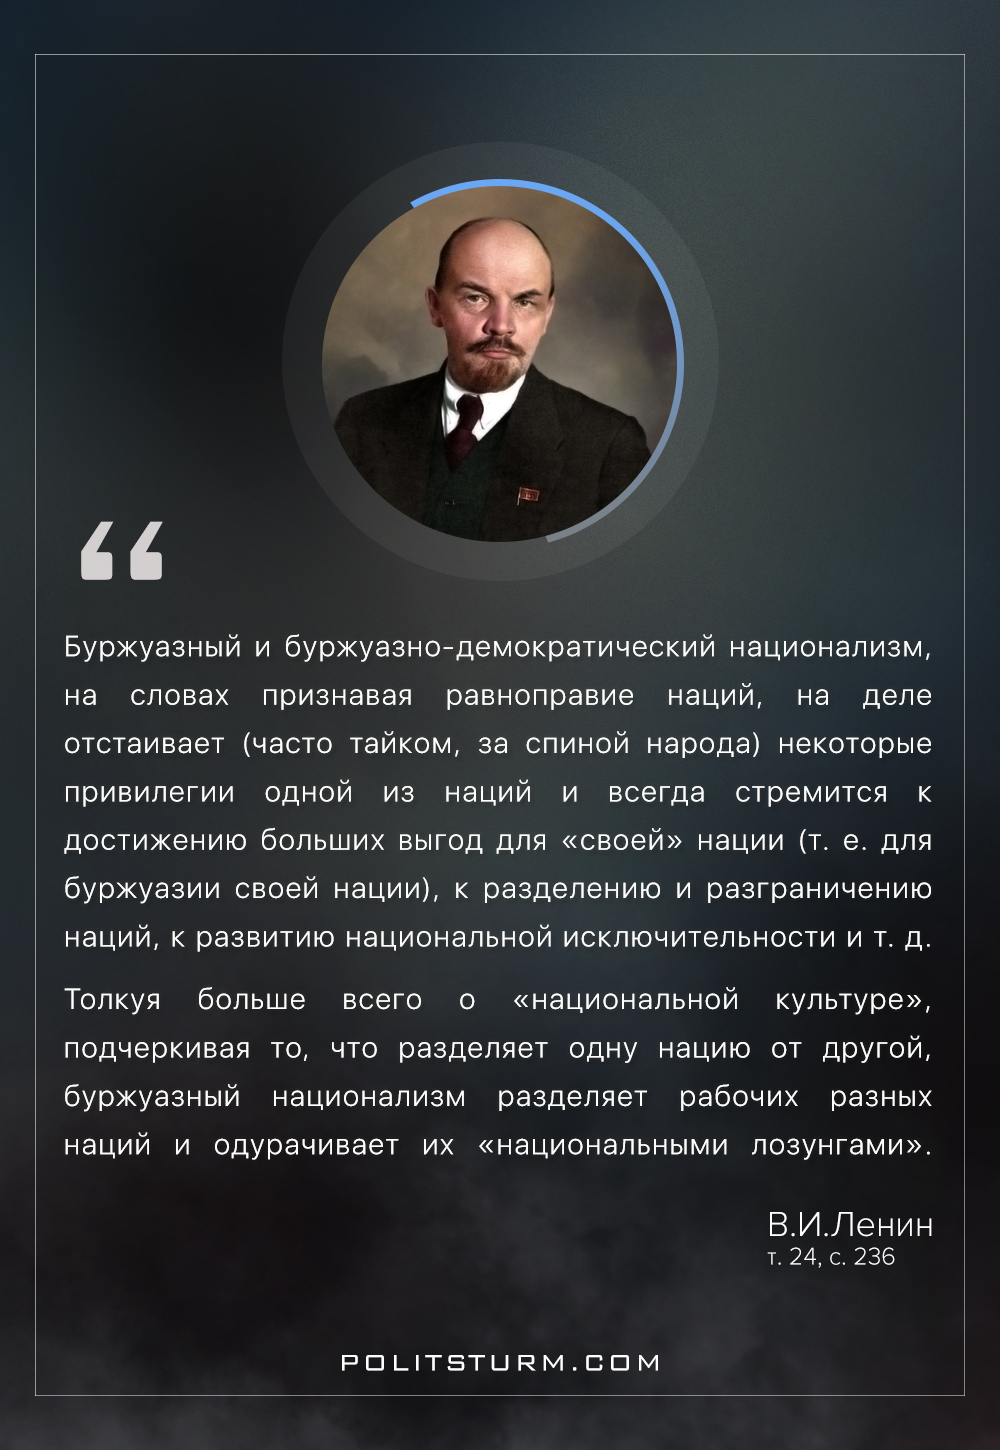 “
Буржуазный и буржуазно-демократический национализм,
на словах признавая равноправие наций, на деле
отстаивает (часто тайком, за спиной народа) некоторые
привилегии одной из наций и всегда стремится к
достижению больших выгод для «своей» нации (т. е. для
буржуазии своей нации), к разделению и разграничению
наций, к развитию национальной исключительности и т. д.
Толкуя больше всего о «национальной культуре»,
подчеркивая то, что разделяет одну нацию от другой,
буржуазный национализм разделяет рабочих разных
наций и одурачивает их «национальными лозунгами».
В.И.Ленин
т. 24, с. 236
POLITSTURM.COM